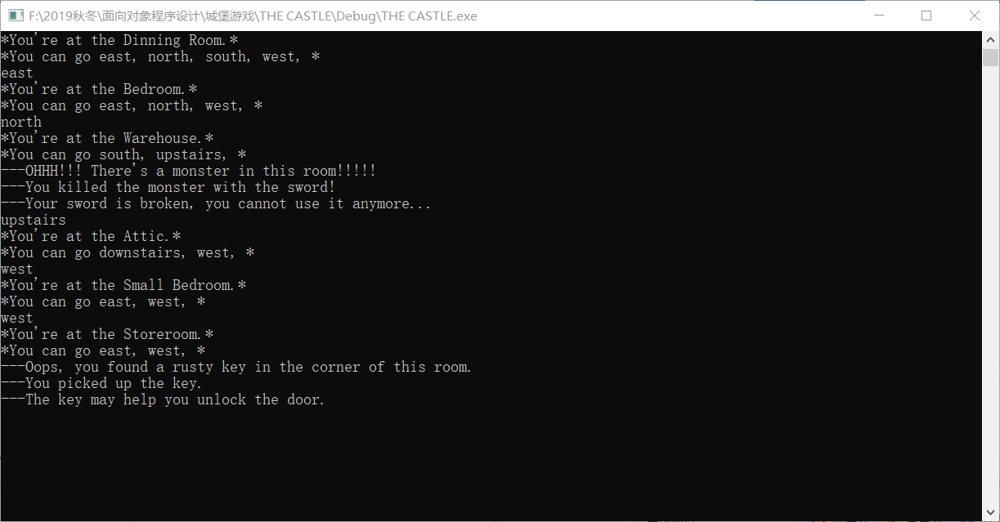 F:\2019秋冬\面向对象程序设计\城堡游戏\THE CASTLE\Debug\THE CASTLE.exe
*You're at the Dinning Room.*
*You can go east, north, south, west, *
east
*You're at the Bedroom.*
*You can go east, north, west, *
north
*You're at the Warehouse.*
*You can go south, upstairs, *
---OHHH!!! There's a monster in this room!!!!!
---You killed the monster with the sword!
---Your sword is broken, you cannot use it anymore...
upstairs
*You're at the Attic.*
*You can go downstairs, west, *
west
*You're at the Small Bedroom.*
*You can go east, west, *
west
*You're at the Storeroom.*
*You can go east, west, *
---Oops, you found a rusty key in the corner of this room.
---You picked up the key.
---The key may help you unlock the door.